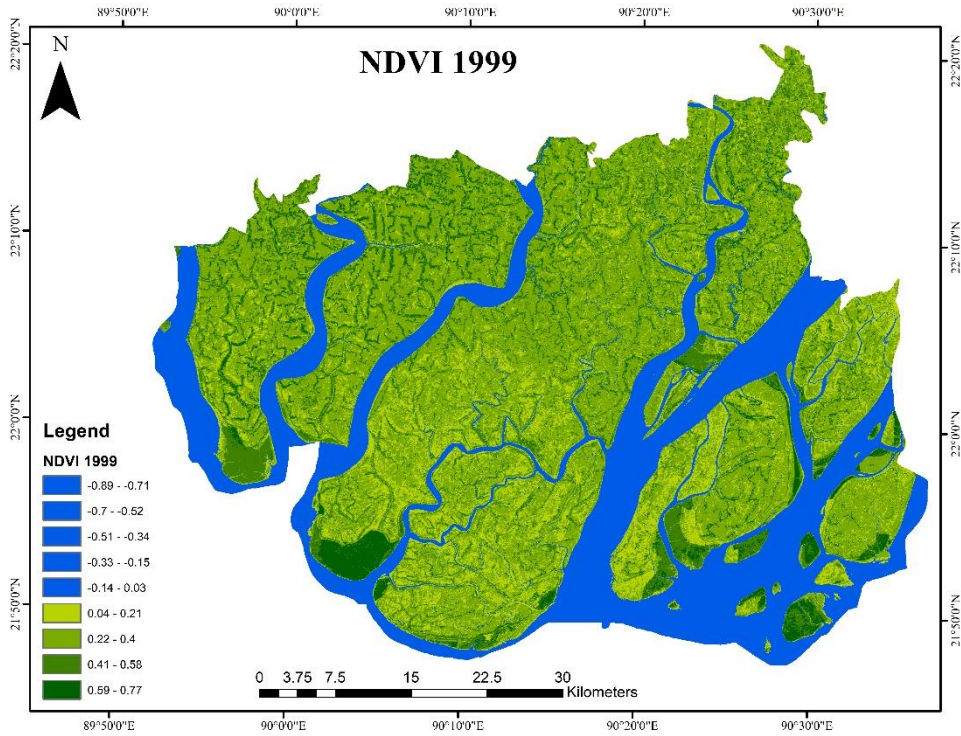 89°50'0"E 90°0'0"E 90°10'0"E 90°20'0"E 90°30'0"E
22°20'0"N
22°20'0"N
N
NDVI 1999
22°10'0"N
22°10'0"N
22°0'0"N
22°0'0"N
21°50'0"N
21°50'0"N
Legend
NDVI 1999
-0.89 - -0.71
-0.7 - -0.52
-0.51 - -0.34
-0.33 - -0.15
-0.14 - 0.03
0.04 - 0.21
0.22 - 0.4
0.41 - 0.58
0.59 - 0.77
0 3.75 7.5 15 22.5 30
Kilometers
89°50'0"E 90°0'0"E 90°10'0"E 90°20'0"E 90°30'0"E